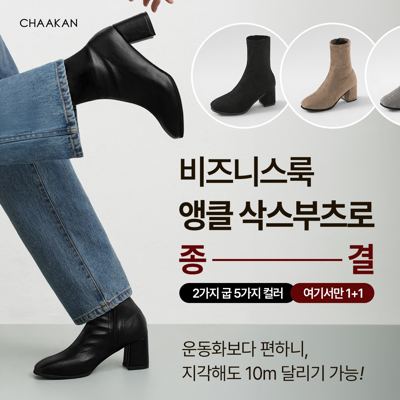 CHAAKAN
비즈니스룩
앵클 삭스부츠로
종 결
2가지 굽 5가지 컬러 여기서만 1+1
운동화보다 편하니,
지각해도 10m 달리기 가능!